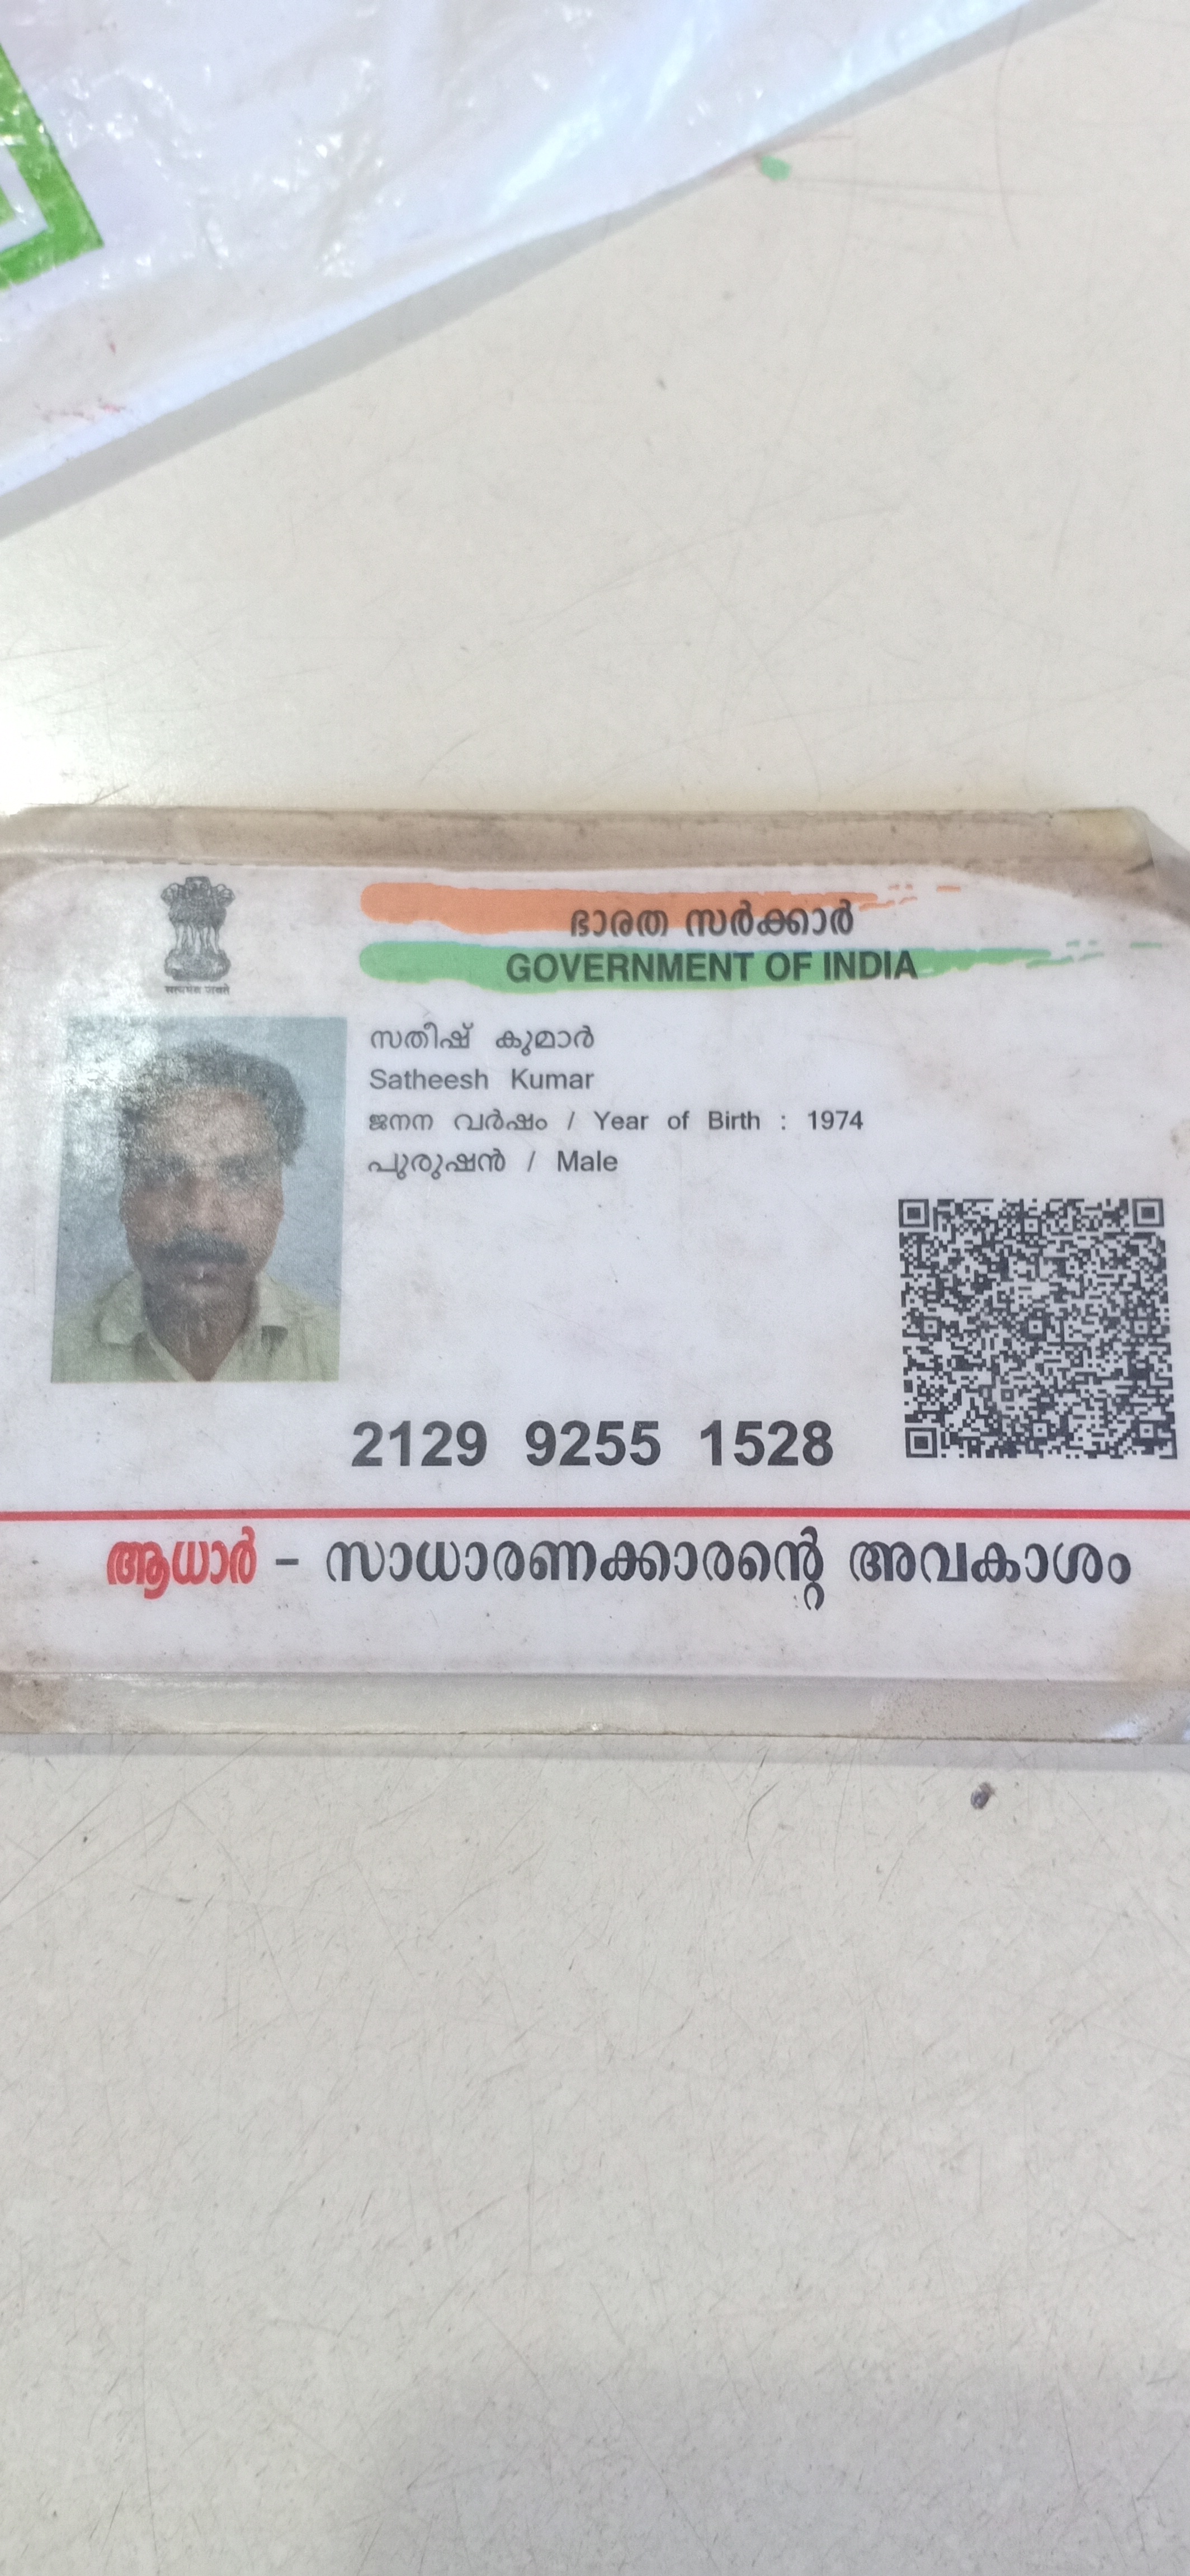 ഭാരത സർക്കാർ
GOVERNMENT OF INDIA
सत्यमेव जयते
സതീഷ് കുമാർ
Satheesh Kumar
ജനന വർഷം / Year of Birth : 1974
പുരുഷൻ / Male
2129 9255 1528
ആധാർ – സാധാരണക്കാരന്റെ അവകാശം